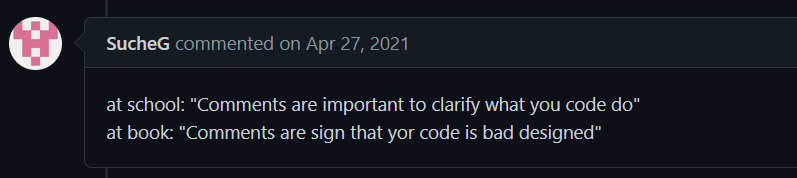 SucheG commented on Apr 27, 2021
at school: "Comments are important to clarify what you code do"
at book: "Comments are sign that yor code is bad designed"